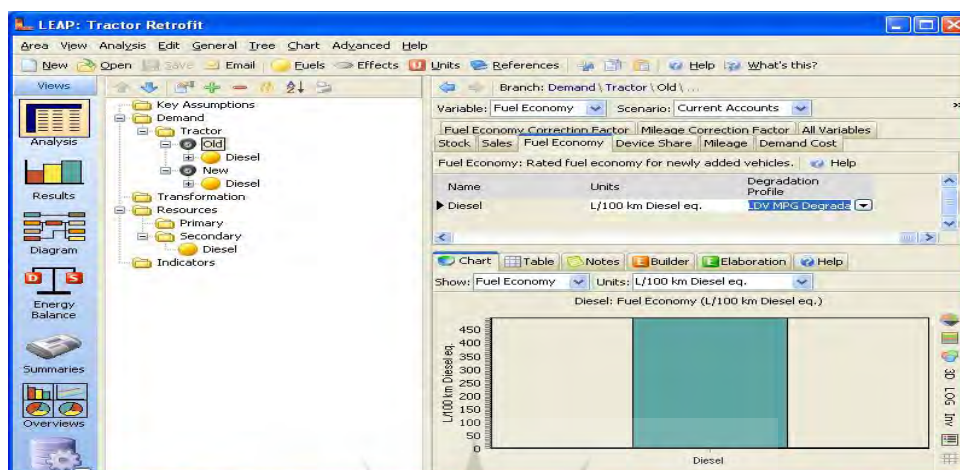 LEAP: Tractor Retrofit
Area View Analysis Edit General Tree Chart Advanced Help
New Open Save Email Fuels Effects Units References Help What's this?
Views
Analysis
Results
Diagram
Energy
Balance
Summaries
Overviews
Key Assumptions
Demand
Tractor
Old
Diesel
New
Diesel
Transformation
Resources
Primary
Secondary
Diesel
Indicators
Branch: Demand \ Tractor \ Old \ ...
Variable: Fuel Economy Scenario: Current Accounts
Fuel Economy Correction Factor Mileage Correction Factor All Variables
Stock Sales Fuel Economy Device Share Mileage Demand Cost
Fuel Economy: Rated fuel economy for newly added vehicles. Help
Name Units Degradation
Profile
Diesel L/100 km Diesel eq. LDV MPG Degrada
Chart Table Notes Builder Elaboration Help
Show: Fuel Economy Units: L/100 km Diesel eq.
Diesel: Fuel Economy (L/100 km Diesel eq.)
L/100 km Diesel eq.
450
400
350
300
250
200
150
100
50
0
Diesel
3D
LOG
Inv